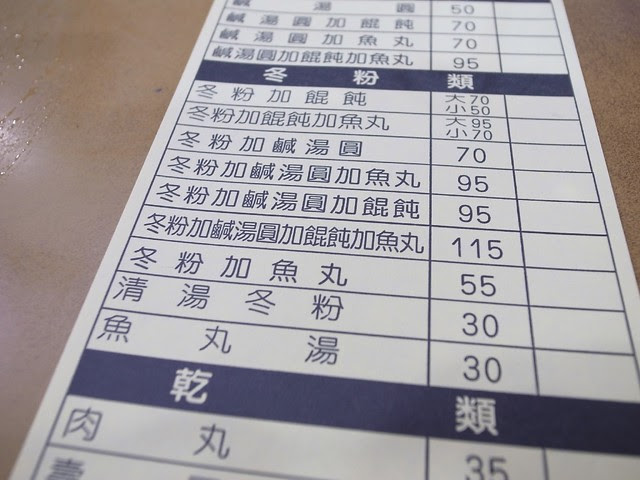 鹹湯圓 50
鹹湯圓加餛飩 70
鹹湯圓加魚丸 70
鹹湯圓加餛飩加魚丸 95
冬粉類
冬粉加餛飩 大70 小50
冬粉加餛飩加魚丸 大95 小70
冬粉加鹹湯圓 70
冬粉加鹹湯圓加魚丸 95
冬粉加鹹湯圓加餛飩 95
冬粉加鹹湯圓加餛飩加魚丸 115
冬粉加魚丸 55
清湯冬粉 30
魚丸湯 30
乾類
肉丸 35